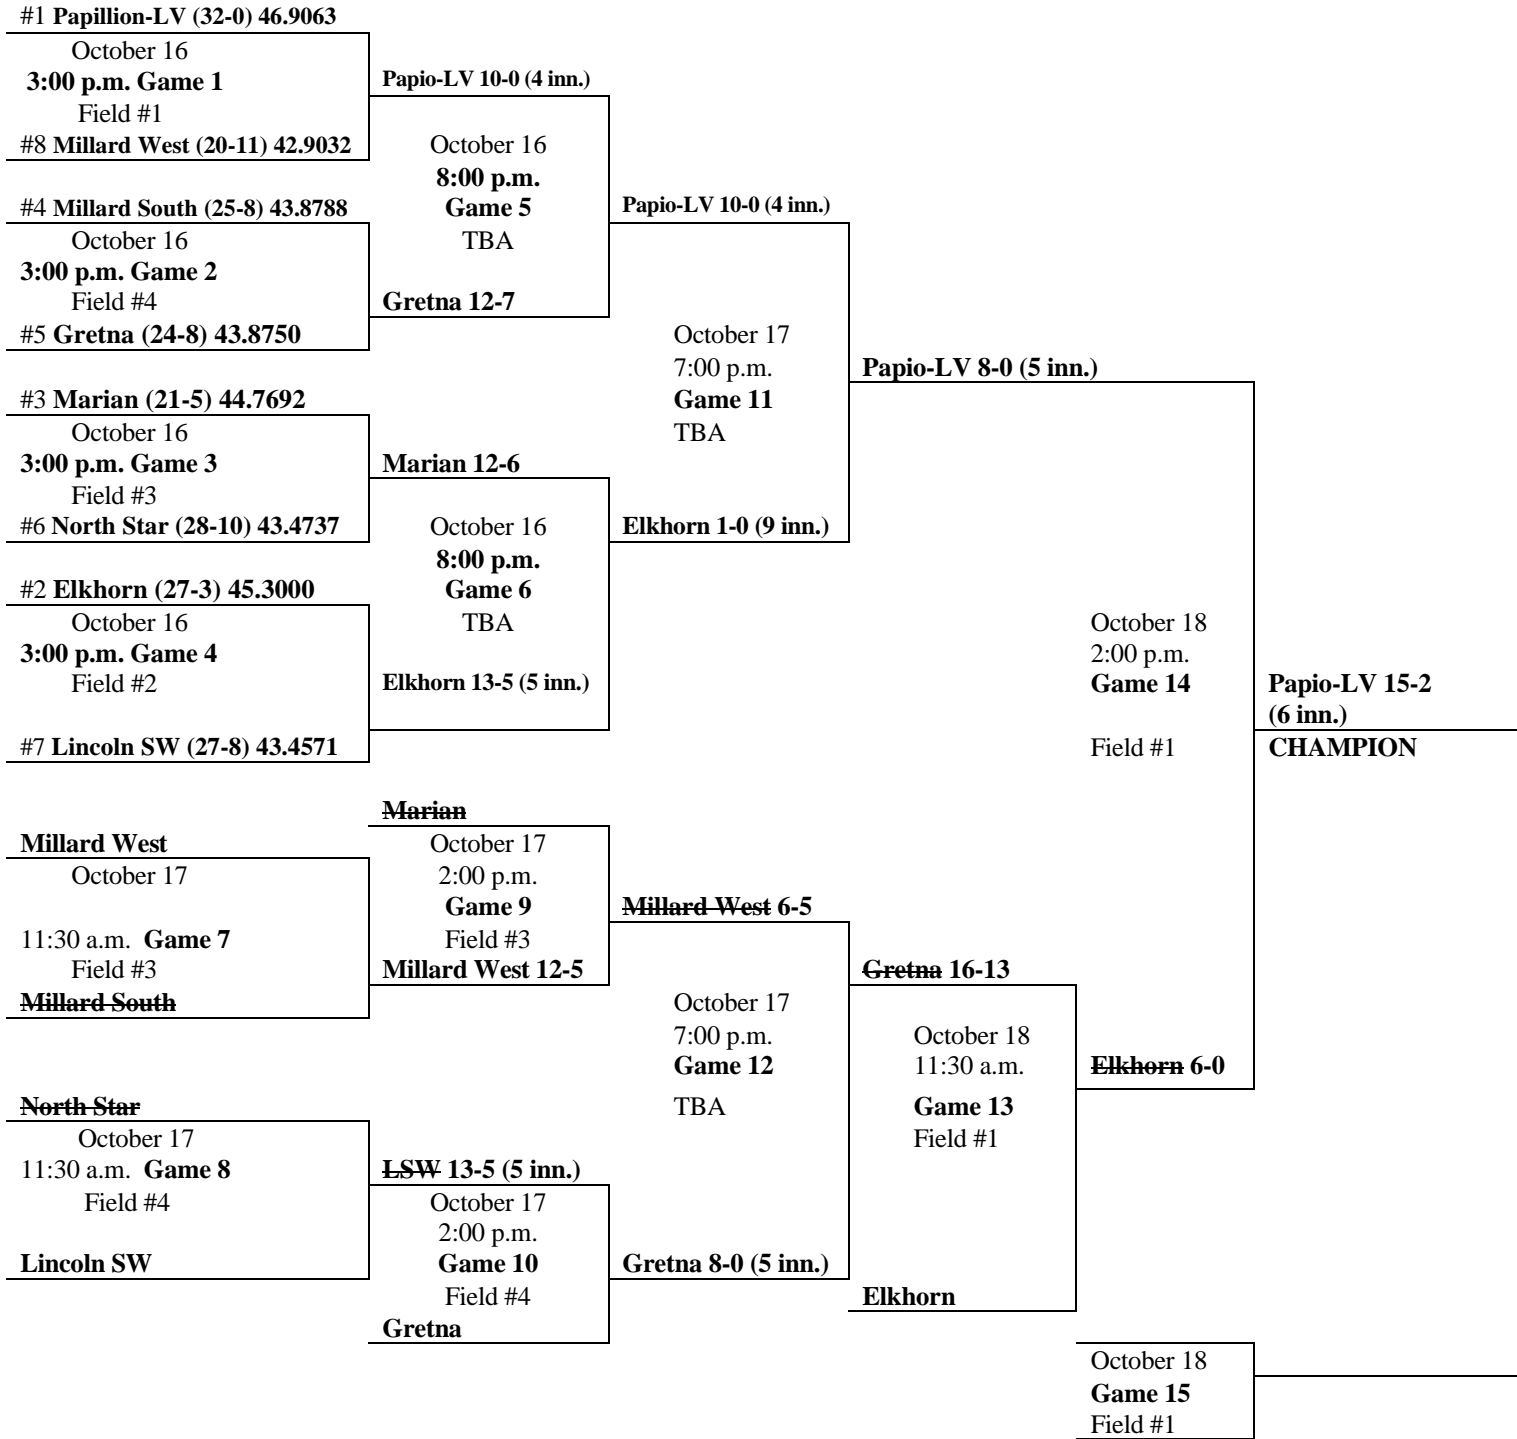 #1 Papillion-LV (32-0) 46.9063
October 16
3:00 p.m. Game 1
Field #1
#8 Millard West (20-11) 42.9032
#4 Millard South (25-8) 43.8788
October 16
3:00 p.m. Game 2
Field #4
#5 Gretna (24-8) 43.8750
#3 Marian (21-5) 44.7692
October 16
3:00 p.m. Game 3
Field #3
#6 North Star (28-10) 43.4737
#2 Elkhorn (27-3) 45.3000
October 16
3:00 p.m. Game 4
Field #2
#7 Lincoln SW (27-8) 43.4571
Papio-LV 10-0 (4 inn.)
October 16
8:00 p.m.
Game 5
TBA
Gretna 12-7
Marian 12-6
October 16
8:00 p.m.
Game 6
TBA
Elkhorn 13-5 (5 inn.)
Papio-LV 10-0 (4 inn.)
October 17
7:00 p.m.
Game 11
TBA
Elkhorn 1-0 (9 inn.)
Papio-LV 8-0 (5 inn.)
October 18
2:00 p.m.
Game 14
Field #1
Papio-LV 15-2
(6 inn.)
CHAMPION
Millard West
October 17
11:30 a.m. Game 7
Field #3
Millard South
North Star
October 17
11:30 a.m. Game 8
Field #4
Lincoln SW
Marian
October 17
2:00 p.m.
Game 9
Field #3
Millard West 12-5
LSW 13-5 (5 inn.)
October 17
2:00 p.m.
Game 10
Field #4
Gretna
Millard West 6-5
October 17
7:00 p.m.
Game 12
TBA
Gretna 8-0 (5 inn.)
Gretna 16-13
October 18
11:30 a.m.
Game 13
Field #1
Elkhorn
Elkhorn 6-0
October 18
Game 15
Field #1